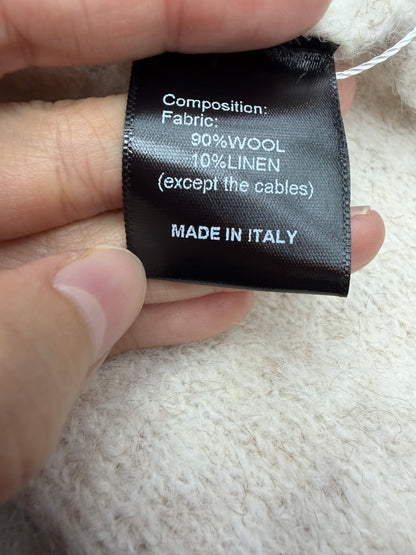 Composition:
Fabric:
90%WOOL
10%LINEN
(except the cables)
MADE IN ITALY